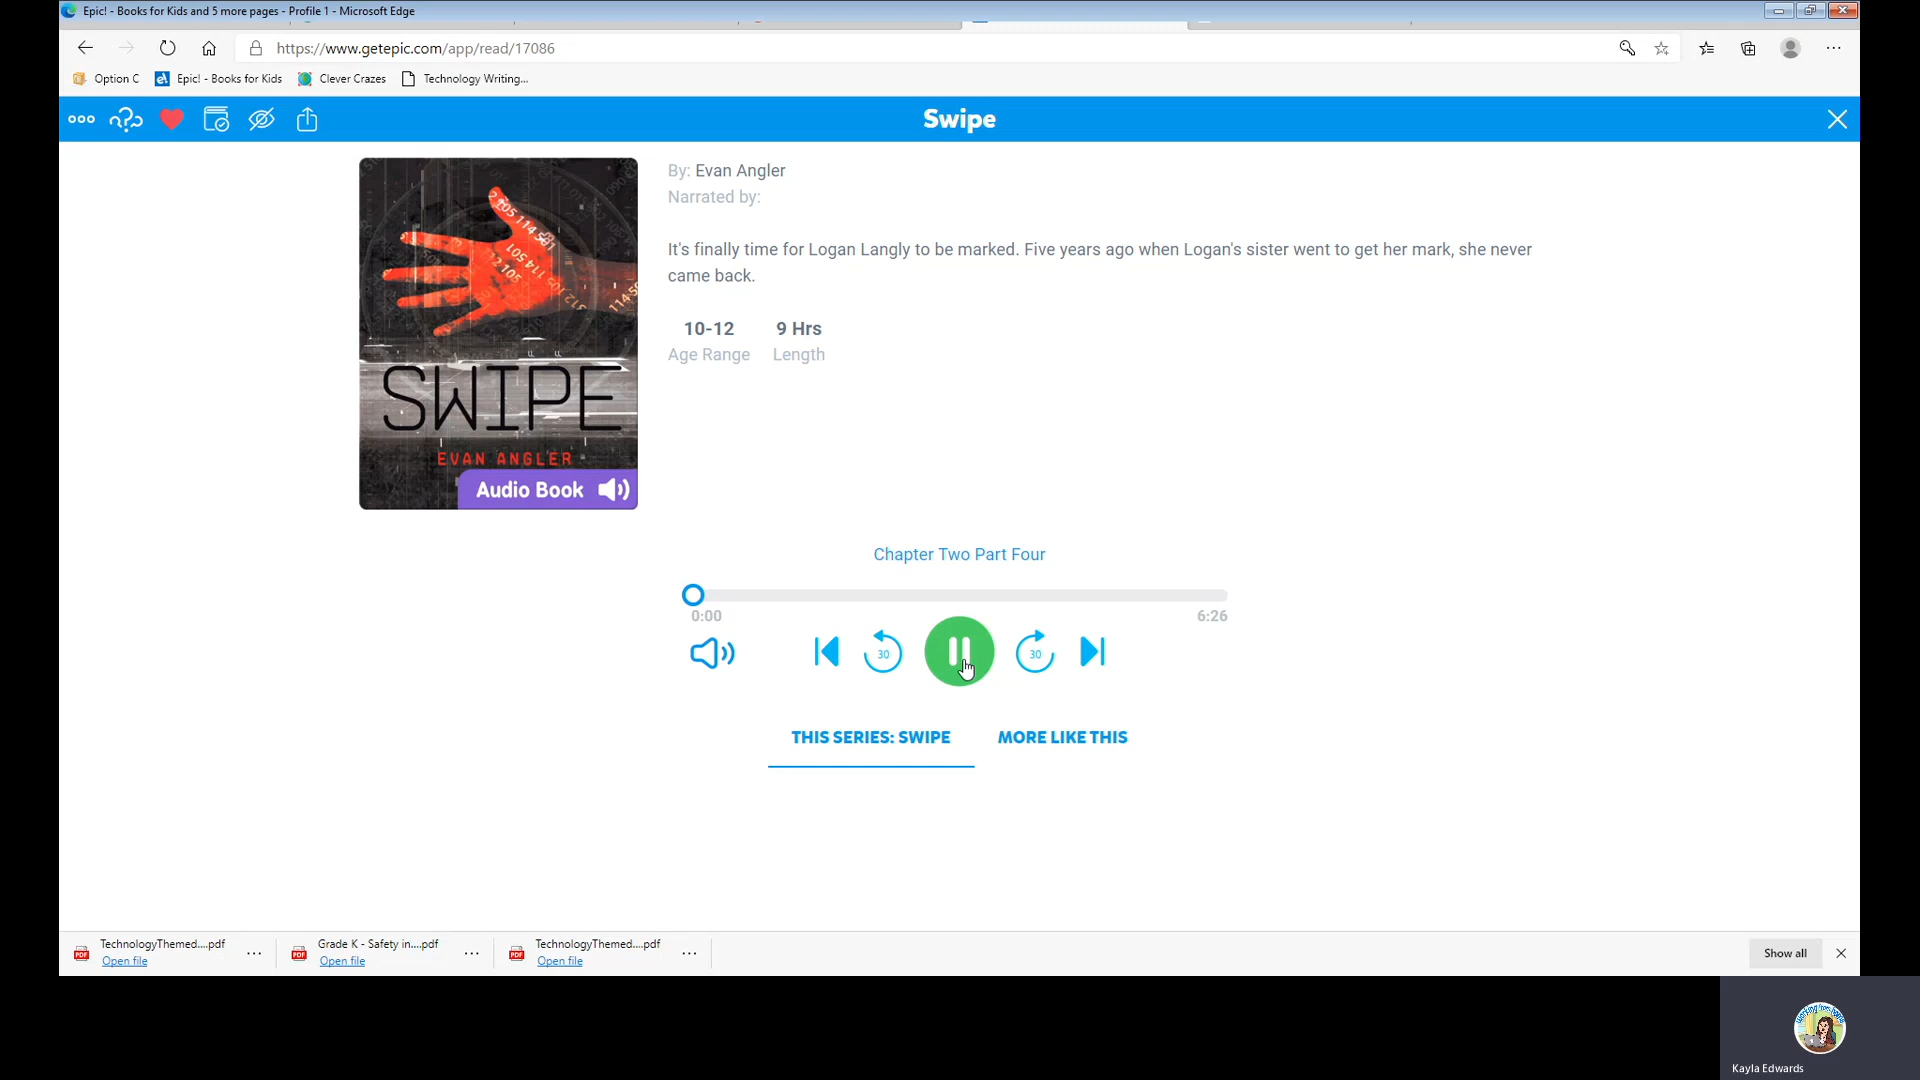 Epic! - Books for Kids and 5 more pages - Profile 1 - Microsoft Edge
https://www.getepic.com/app/read/17086
Option C
Epic! - Books for Kids
Clever Crazes
Technology Writing...
Swipe
By: Evan Angler
Narrated by:
It's finally time for Logan Langly to be marked. Five years ago when Logan's sister went to get her mark, she never
came back.
10-12 9 Hrs
Age Range Length
SWIPE
EVAN ANGLER
Audio Book
Chapter Two Part Four
0:00 6:26
30 30
THIS SERIES: SWIPE MORE LIKE THIS
TechnologyThemed....pdf
Open file
Grade K - Safety in....pdf
Open file
TechnologyThemed....pdf
Open file
Show all
Kayla Edwards